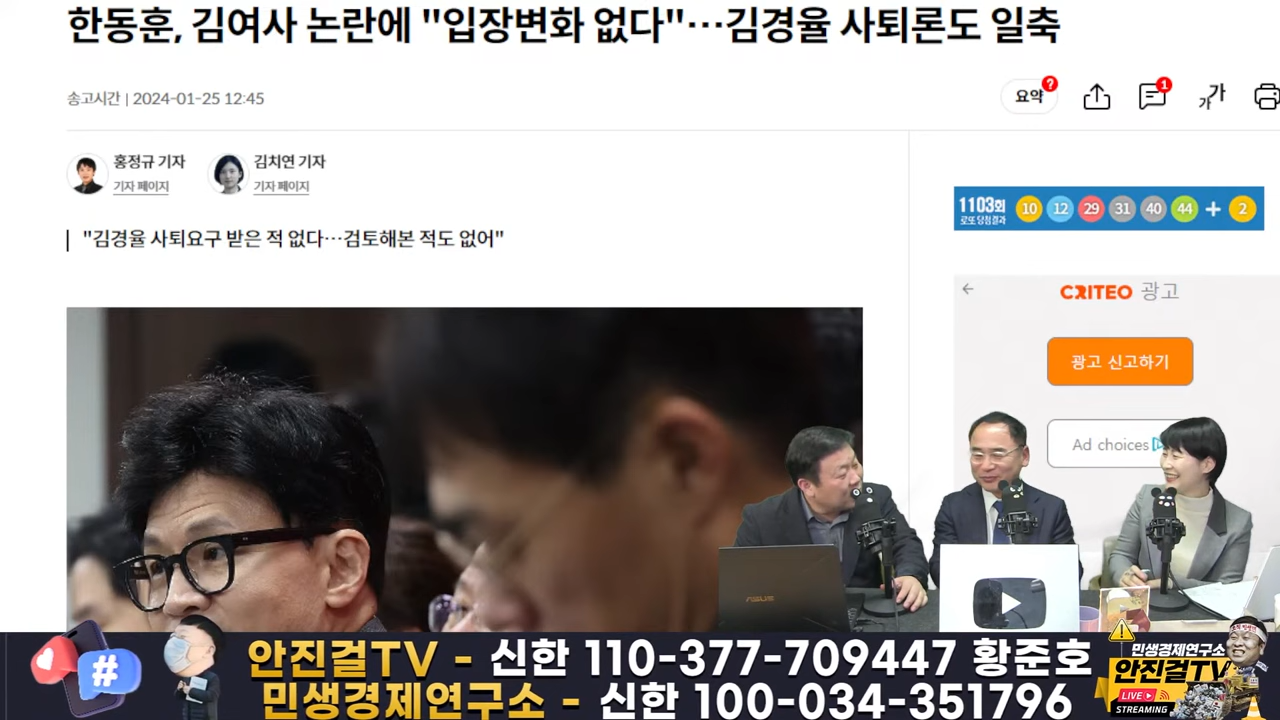 한동훈, 김여사 논란에 "입장변화 없다"…김경율 사퇴론도 일축
송고시간 | 2024-01-25 12:45
요약
?
1
가가
홍정규 기자
기자 페이지
김치연 기자
기자 페이지
"김경율 사퇴요구 받은 적 없다…검토해본 적도 없어"
1103회
로또당첨결과
10 12 29 31 40 44 + 2
CRITEO 광고
광고 신고하기
Ad choices
ASUS
#
안진걸TV - 신한 110-377-709447 황준호
민생경제연구소 - 신한 100-034-351796
민생경제연구소
안진걸TV
LIVE
STREAMING